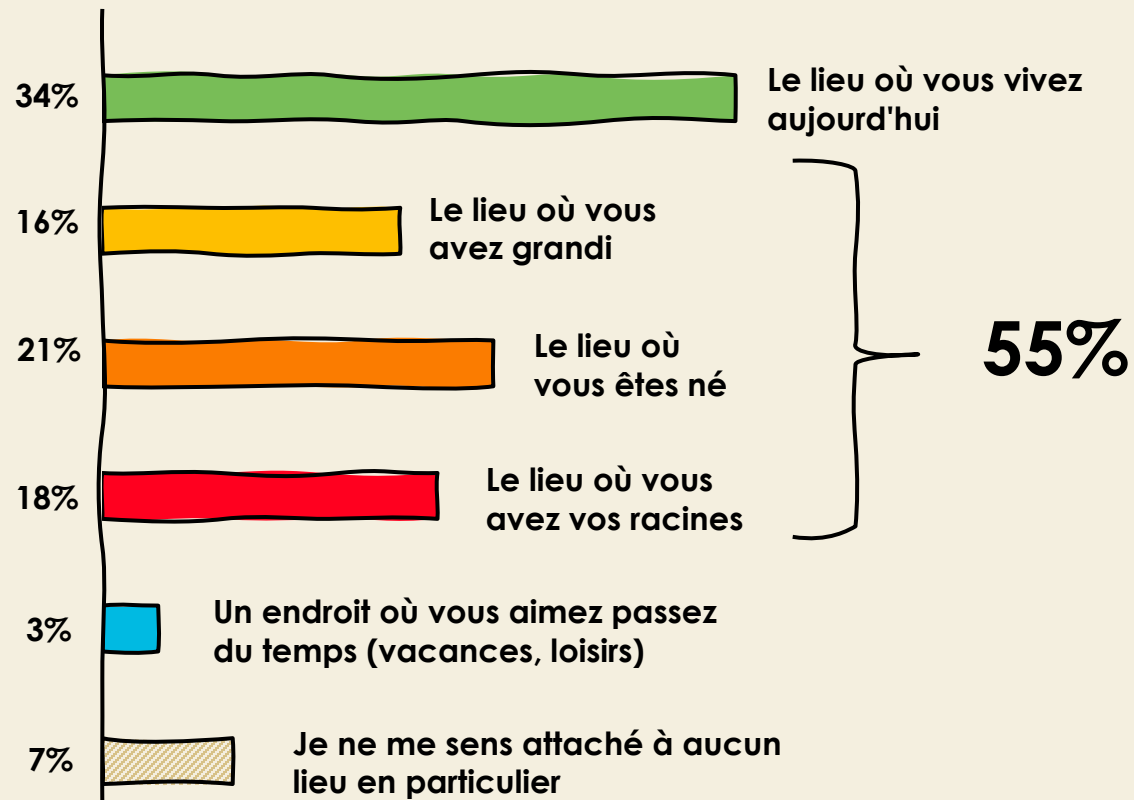 34%
Le lieu où vous vivez
aujourd'hui
16%
Le lieu où vous
avez grandi
21%
Le lieu où
vous êtes né
55%
18%
Le lieu où vous
avez vos racines
3%
Un endroit où vous aimez passez
du temps (vacances, loisirs)
7%
Je ne me sens attaché à aucun
lieu en particulier